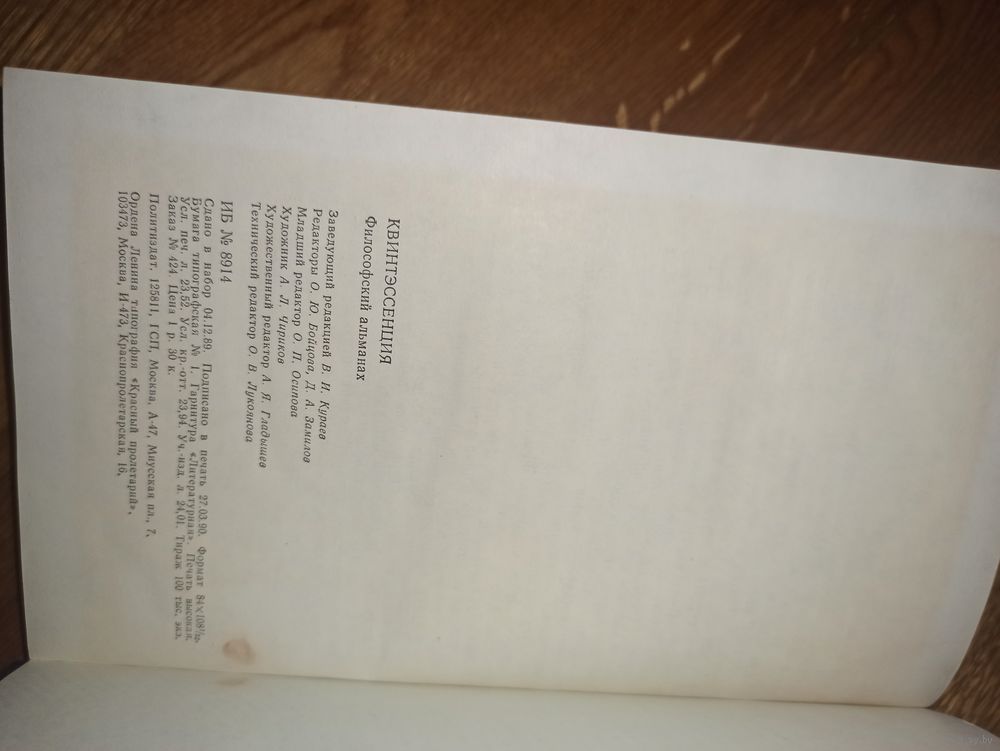 КВИНТЭССЕНЦИЯ
Философский альманах
Заведующий редакцией В. И. Кураев
Редакторы О. Ю. Бойцова, Д. А. Замилов
Младший редактор О. П. Осипова
Художник А. Л. Чириков
Художественный редактор А. Я. Гладышев
Технический редактор О. В. Лукоянова
ИБ № 8914
Сдано в набор 04.12.89. Подписано в печать 27.03.90. Формат 84×108¹/₃₂.
Бумага типографская № 1. Гарнитура «Литературная». Печать высокая.
Усл. печ. л. 23,52. Усл. кр.-отт. 23,94. Уч.-изд. л. 24,01. Тираж 100 тыс. экз.
Заказ № 424. Цена 1 р. 30 к.
Политиздат. 125811, ГСП, Москва, А-47, Миусская пл., 7.
Ордена Ленина типография «Красный пролетарий».
103473, Москва, И-473, Краснопролетарская, 16.